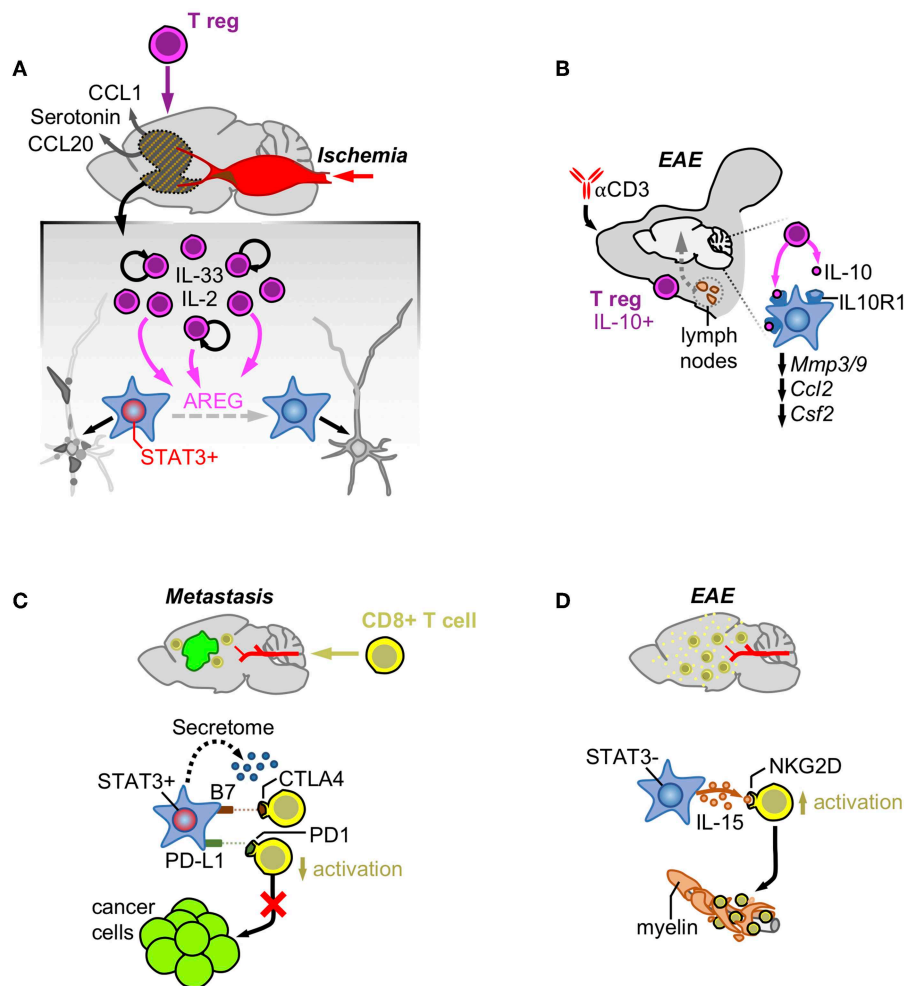 T reg
A
CCL1
Serotonin
CCL20
Ischemia
IL-33
IL-2
AREG
STAT3+
B
EAE
αCD3
T reg
IL-10+
lymph
nodes
IL-10
IL10R1
Mmp3/9
Ccl2
Csf2
C
Metastasis
CD8+ T cell
Secretome
STAT3+
B7
CTLA4
PD1
PD-L1
activation
cancer
cells
D
EAE
STAT3-
NKG2D
activation
IL-15
myelin